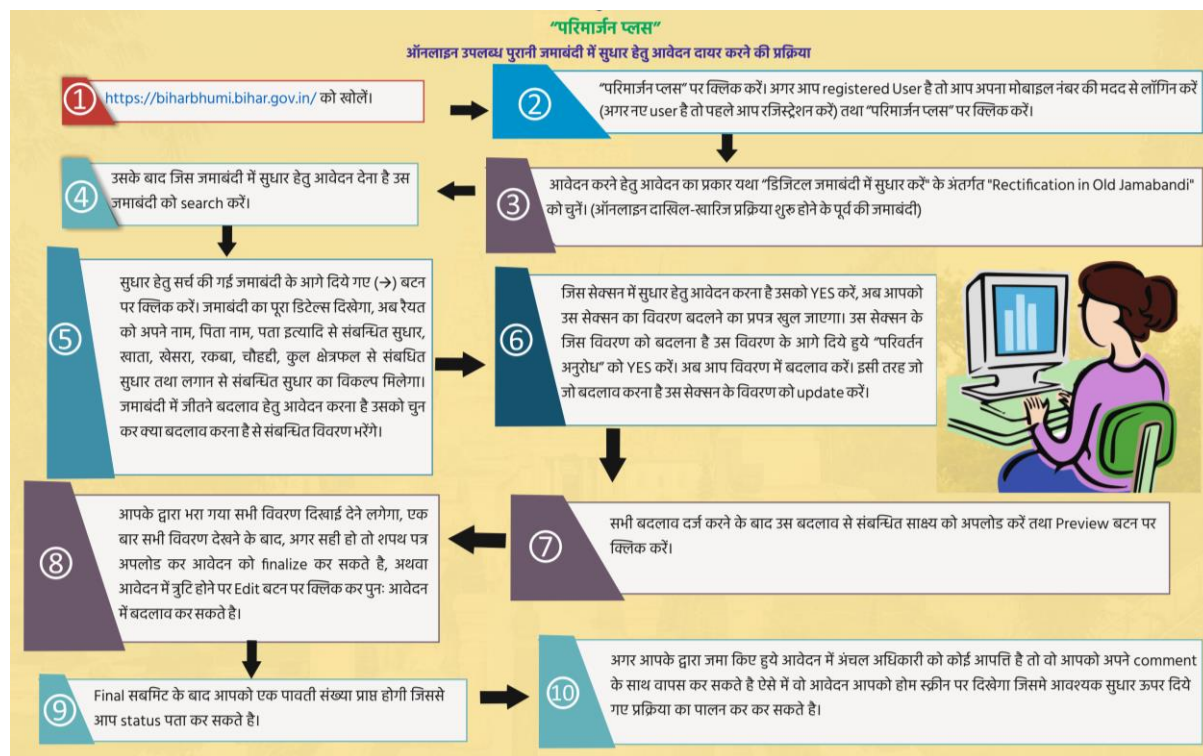 “परिमार्जन प्लस”
ऑनलाइन उपलब्ध पुरानी जमाबंदी में सुधार हेतु आवेदन दायर करने की प्रक्रिया
1
https://biharbhumi.bihar.gov.in/ को खोलें।
2
“परिमार्जन प्लस” पर क्लिक करें। अगर आप registered User है तो आप अपना मोबाइल नंबर की मदद से लॉगिन करें
(अगर नए user है तो पहले आप रजिस्ट्रेशन करें) तथा “परिमार्जन प्लस” पर क्लिक करें।
3
आवेदन करने हेतु आवेदन का प्रकार यथा “डिजिटल जमाबंदी में सुधार करें" के अंतर्गत "Rectification in Old Jamabandi"
को चुनें। (ऑनलाइन दाखिल-खारिज प्रक्रिया शुरू होने के पूर्व की जमाबंदी)
4
उसके बाद जिस जमाबंदी में सुधार हेतु आवेदन देना है उस
जमाबंदी को search करें।
5
सुधार हेतु सर्च की गई जमाबंदी के आगे दिये गए (→) बटन
पर क्लिक करें। जमाबंदी का पूरा डिटेल्स दिखेगा, अब रैयत
को अपने नाम, पिता नाम, पता इत्यादि से संबन्धित सुधार,
खाता, खेसरा, रकबा, चौहद्दी, कुल क्षेत्रफल से संबधित
सुधार तथा लगान से संबन्धित सुधार का विकल्प मिलेगा।
जमाबंदी में जीतने बदलाव हेतु आवेदन करना है उसको चुन
कर क्या बदलाव करना है से संबन्धित विवरण भरेंगे।
6
जिस सेक्सन में सुधार हेतु आवेदन करना है उसको YES करें, अब आपको
उस सेक्सन का विवरण बदलने का प्रपत्र खुल जाएगा। उस सेक्सन के
जिस विवरण को बदलना है उस विवरण के आगे दिये हुये “परिवर्तन
अनुरोध” को YES करें। अब आप विवरण में बदलाव करें। इसी तरह जो
जो बदलाव करना है उस सेक्सन के विवरण को update करें।
7
सभी बदलाव दर्ज करने के बाद उस बदलाव से संबन्धित साक्ष्य को अपलोड करें तथा Preview बटन पर
क्लिक करें।
8
आपके द्वारा भरा गया सभी विवरण दिखाई देने लगेगा, एक
बार सभी विवरण देखने के बाद, अगर सही हो तो शपथ पत्र
अपलोड कर आवेदन को finalize कर सकते है, अथवा
आवेदन में त्रुटि होने पर Edit बटन पर क्लिक कर पुनः आवेदन
में बदलाव कर सकते है।
9
Final सबमिट के बाद आपको एक पावती संख्या प्राप्त होगी जिससे
आप status पता कर सकते है।
10
अगर आपके द्वारा जमा किए हुये आवेदन में अंचल अधिकारी को कोई आपत्ति है तो वो आपको अपने comment
के साथ वापस कर सकते है ऐसे में वो आवेदन आपको होम स्क्रीन पर दिखेगा जिसमे आवश्यक सुधार ऊपर दिये
गए प्रक्रिया का पालन कर कर सकते है।